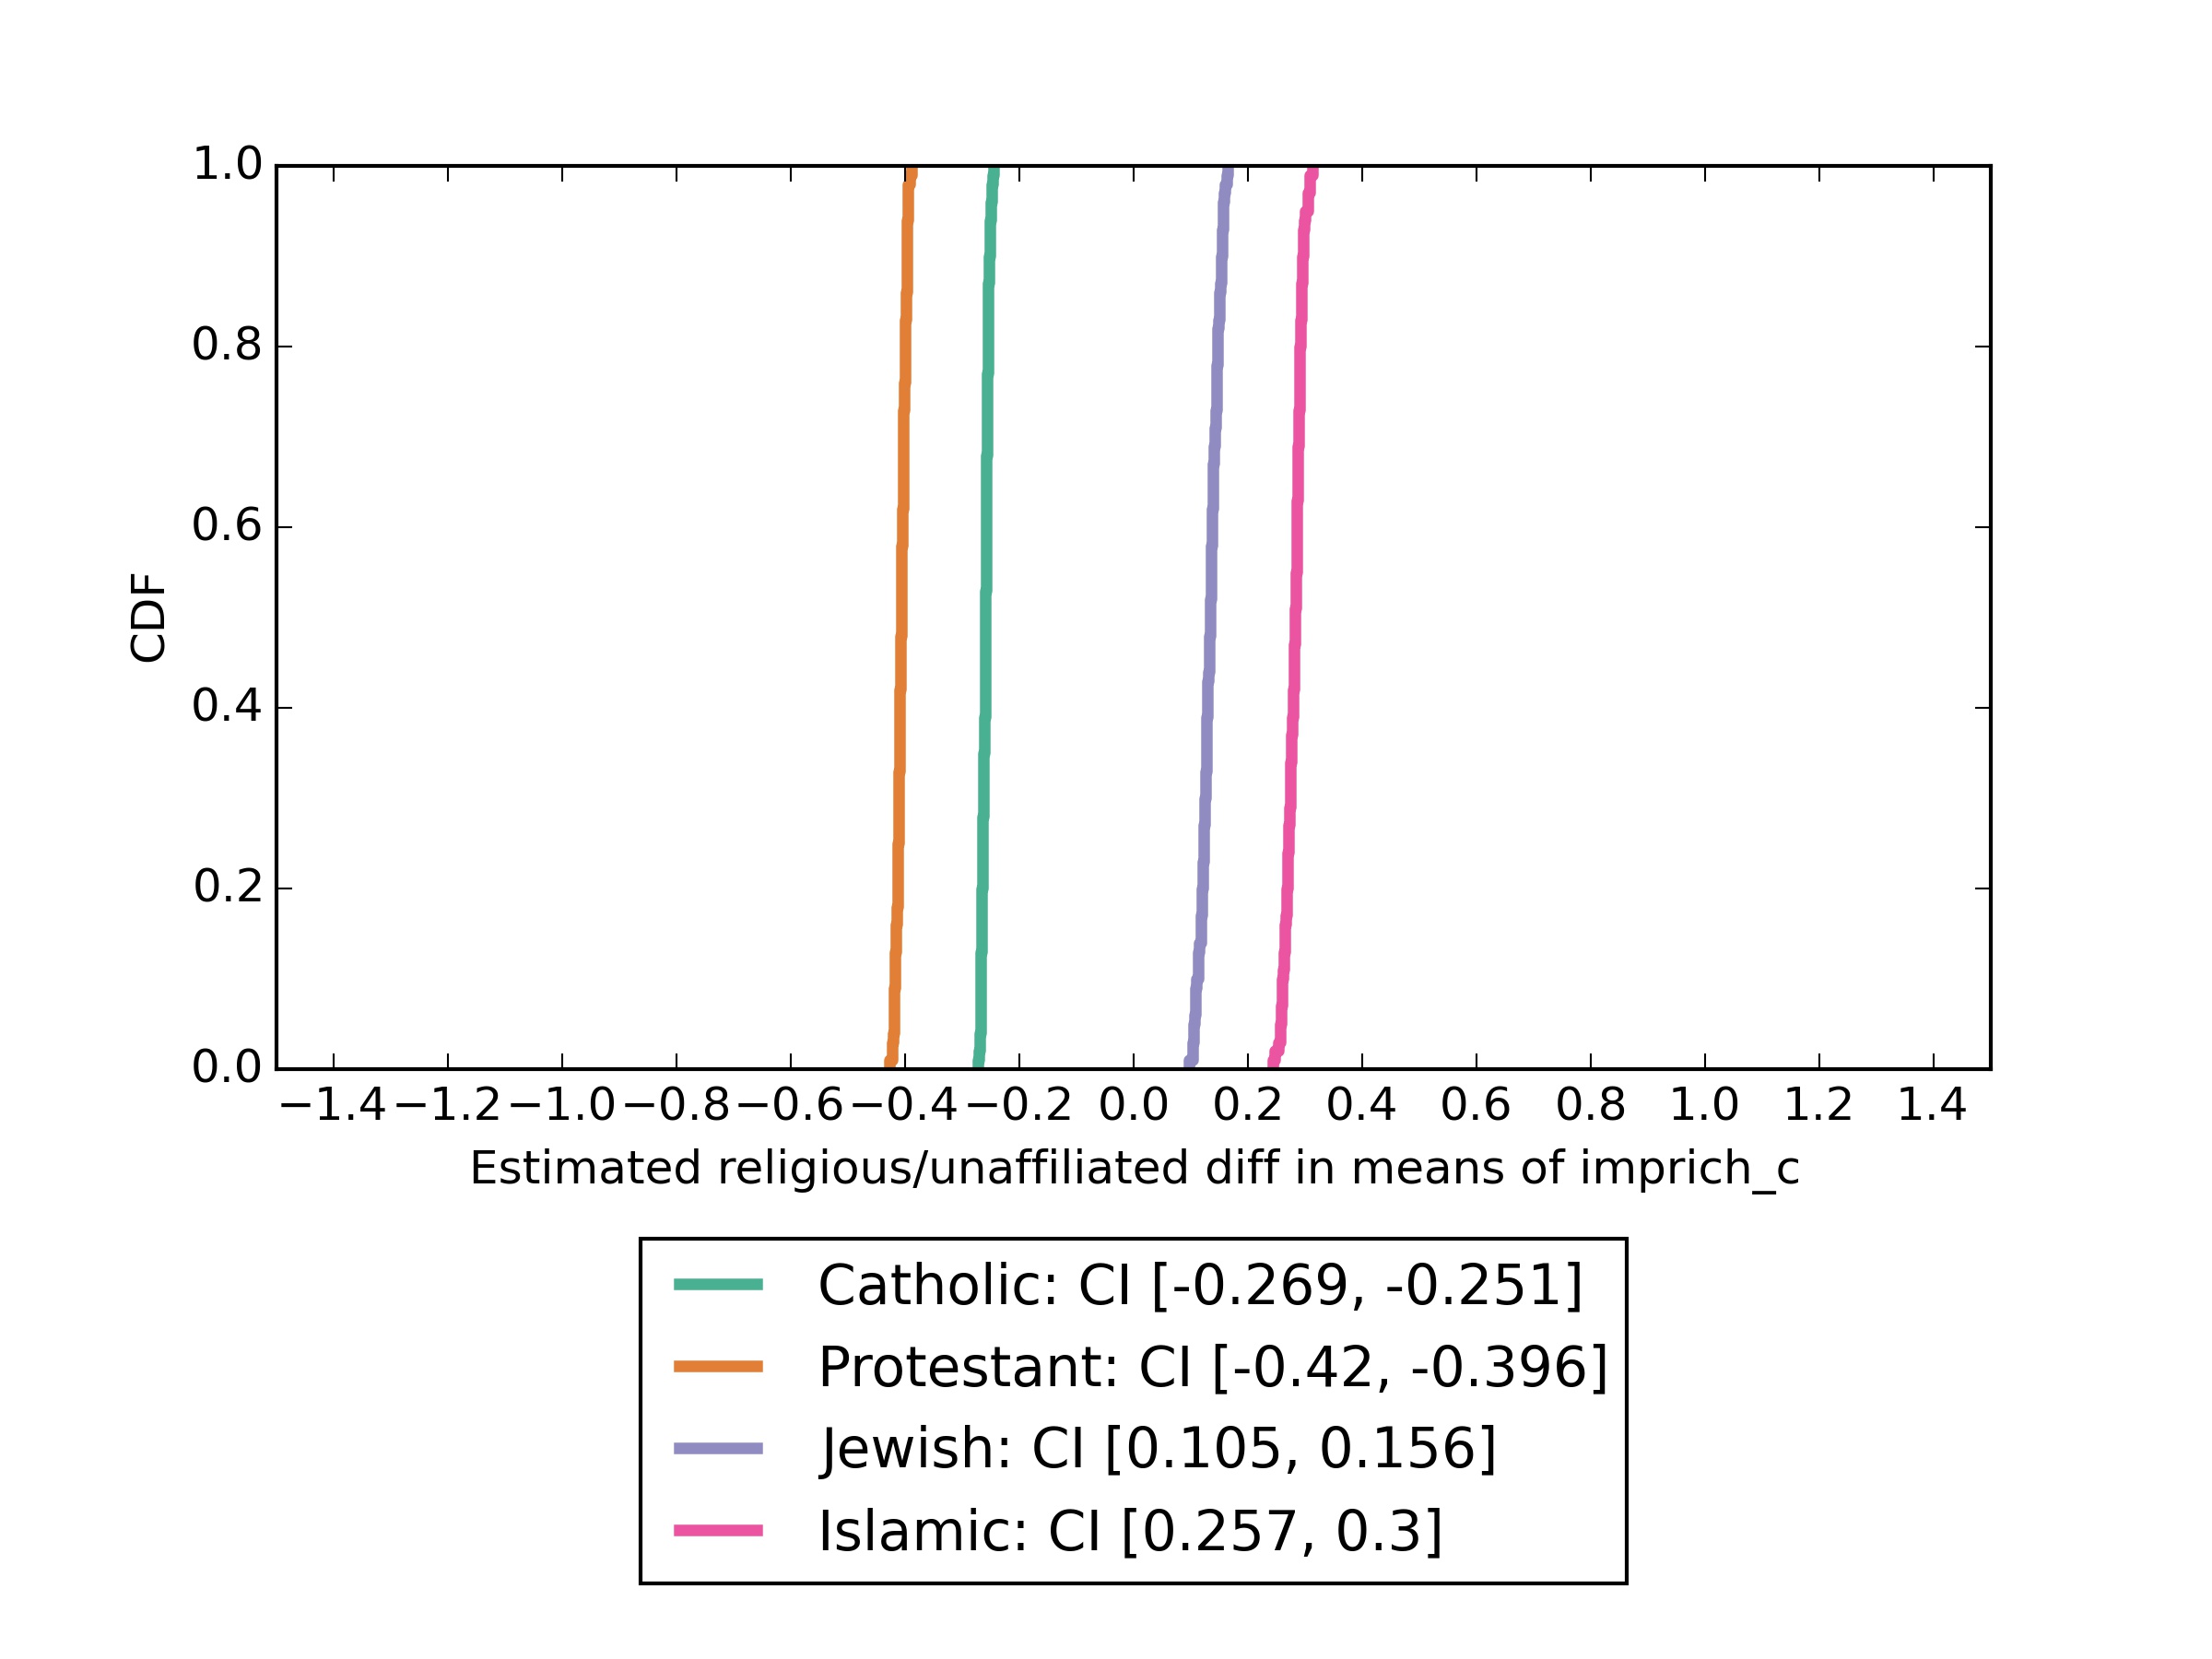 1.0
0.8
0.6
0.4
0.2
0.0
CDF
−1.4 −1.2 −1.0 −0.8 −0.6 −0.4 −0.2 0.0 0.2 0.4 0.6 0.8 1.0 1.2 1.4
Estimated religious/unaffiliated diff in means of imprich_c
Catholic: CI [-0.269, -0.251]
Protestant: CI [-0.42, -0.396]
Jewish: CI [0.105, 0.156]
Islamic: CI [0.257, 0.3]